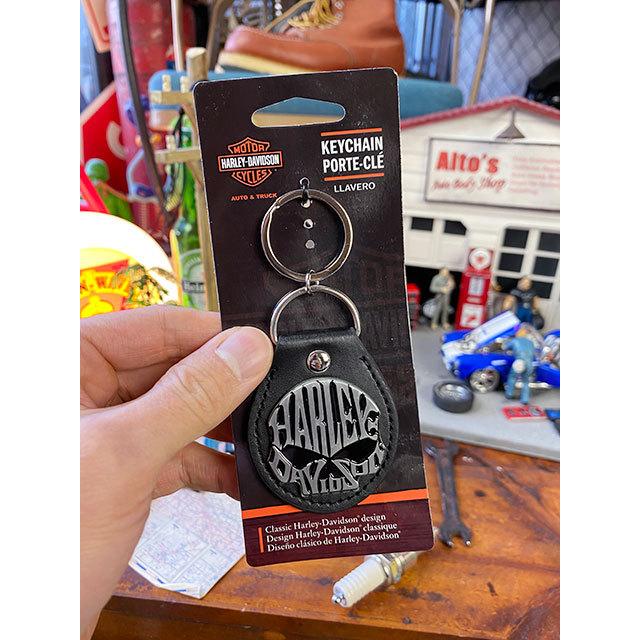 MOTOR
HARLEY-DAVIDSON
CYCLES
AUTO & TRUCK
KEYCHAIN
PORTE-CLÉ
LLAVERO
HARLEY
DAVIDSON
Classic Harley-Davidson® design
Design Harley-Davidson® classique
Diseño clásico de Harley-Davidson®
Alto's
Auto Body Shop
Heine